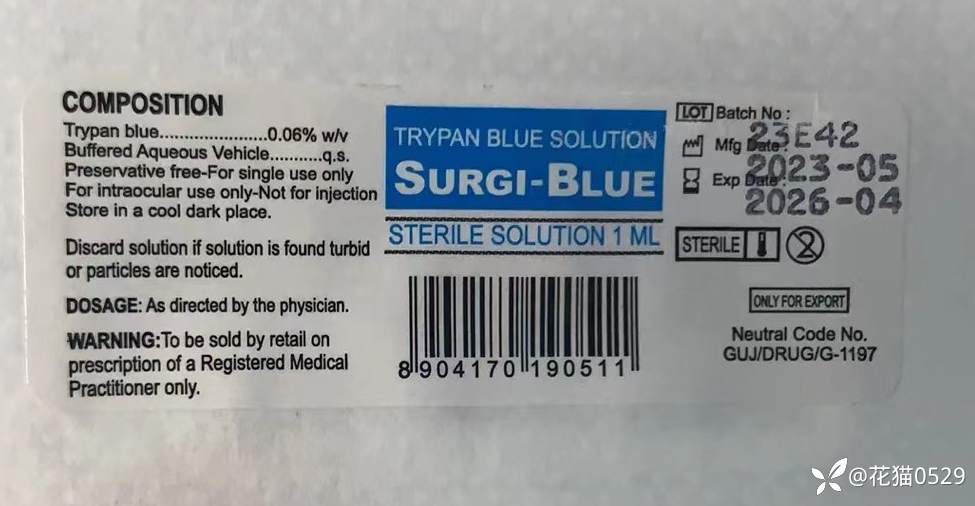 COMPOSITION
Trypan blue......................0.06% w/v
Buffered Aqueous Vehicle...........q.s.
Preservative free-For single use only
For intraocular use only-Not for injection
Store in a cool dark place.
Discard solution if solution is found turbid
or particles are noticed.
DOSAGE: As directed by the physician.
WARNING:To be sold by retail on
prescription of a Registered Medical
Practitioner only.
TRYPAN BLUE SOLUTION
SURGI-BLUE
STERILE SOLUTION 1 ML
8 904170 190511
LOT Batch No :
23E42
Mfg Date :
2023-05
Exp Date :
2026-04
STERILE
2
ONLY FOR EXPORT
Neutral Code No.
GUJ/DRUG/G-1197
@花猫0529